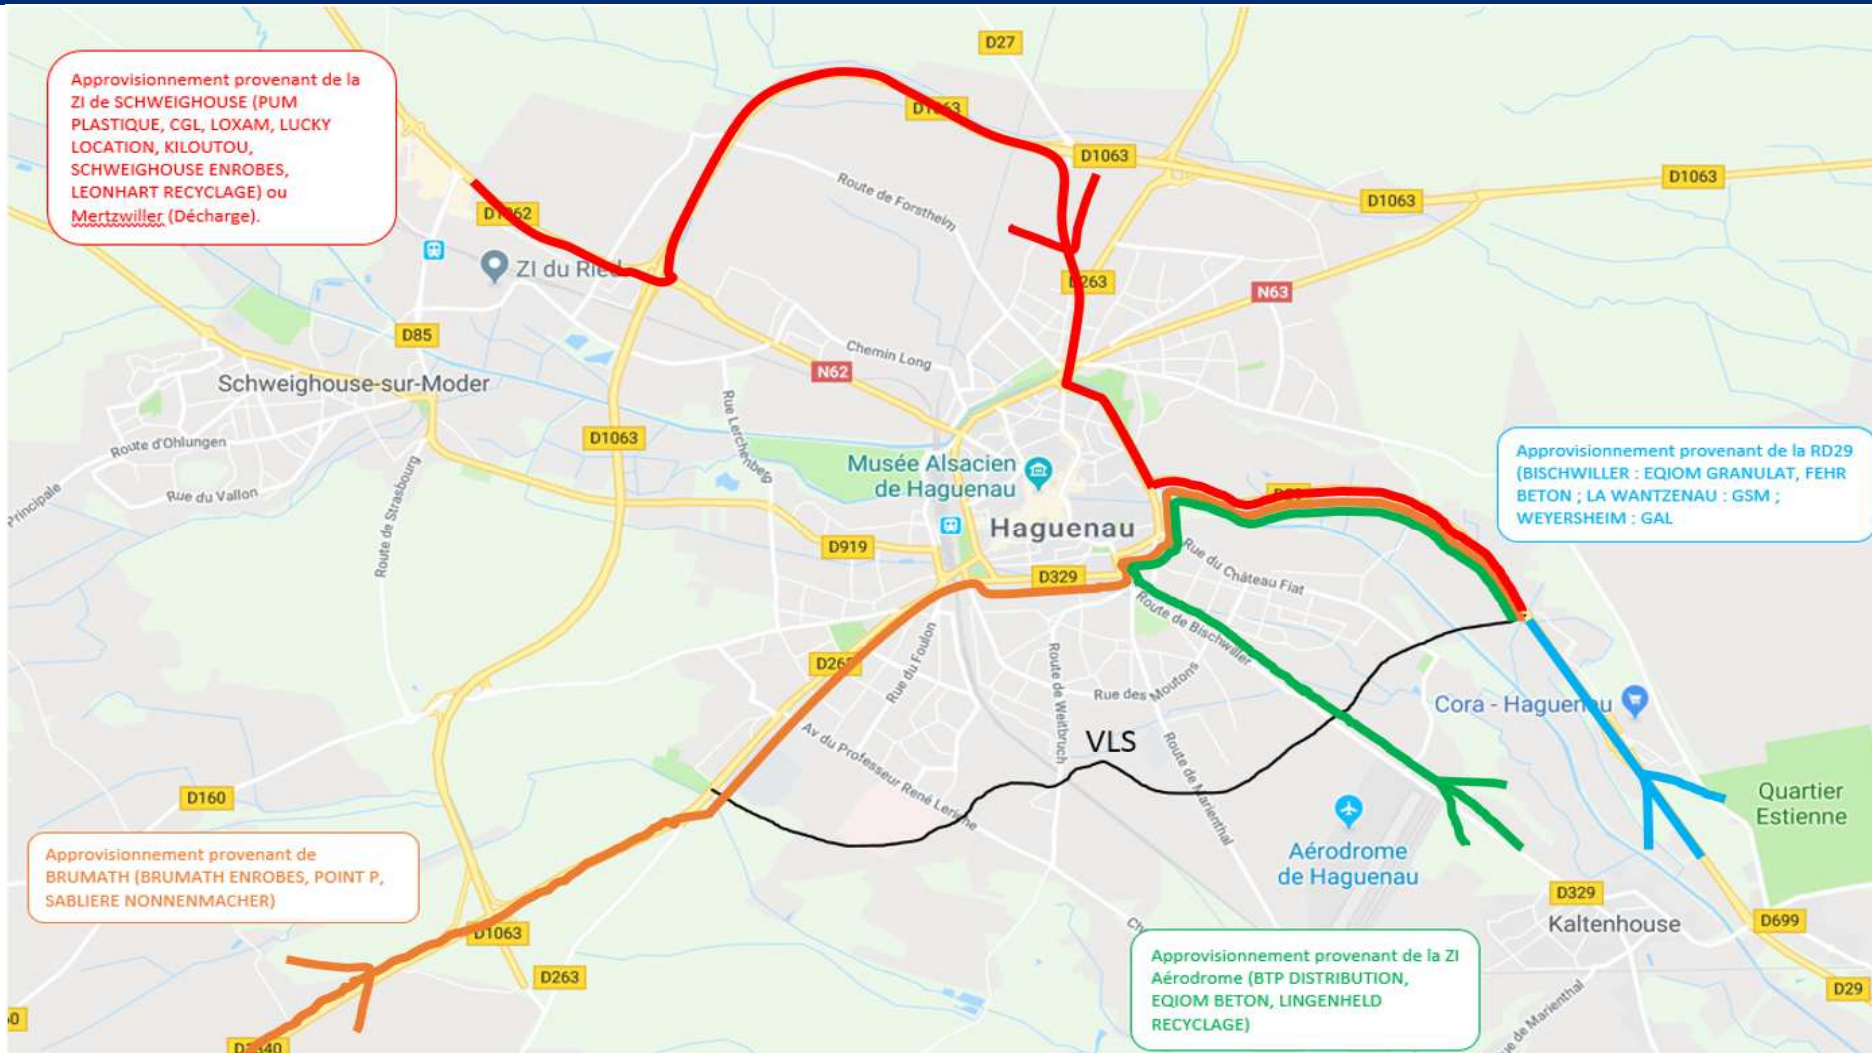 D27
Approvisionnement provenant de la
ZI de SCHWEIGHOUSE (PUM
PLASTIQUE, CGL, LOXAM, LUCKY
LOCATION, KILOUTOU,
SCHWEIGHOUSE ENROBES,
LEONHART RECYCLAGE) ou
Mertzwiller (Décharge).
D1063
D1063
D1063
D1063
Route de Forstheim
D1062
ZI du Ried
D263
N63
D85
Chemin Long
N62
Schweighouse-sur-Moder
Rue Lerchenberg
Route d'Ohlungen
D1063
Musée Alsacien
de Haguenau
Principale
Rue du Vallon
Route de Strasbourg
Haguenau
D919
D329
Rue du Château Fiat
Route de Bischwiller
Approvisionnement provenant de la RD29
(BISCHWILLER : EQIOM GRANULAT, FEHR
BETON ; LA WANTZENAU : GSM ;
WEYERSHEIM : GAL
Rue du Foulon
Route de Weitbruch
Rue des Moutons
Cora - Haguenau
Av du Professeur René Leriche
VLS
Route de Marienthal
D160
Quartier
Estienne
Aérodrome
de Haguenau
Approvisionnement provenant de
BRUMATH (BRUMATH ENROBES, POINT P,
SABLIERE NONNENMACHER)
D329
Kaltenhouse
D699
D1063
D263
Approvisionnement provenant de la ZI
Aérodrome (BTP DISTRIBUTION,
EQIOM BETON, LINGENHELD
RECYCLAGE)
D29
de Marienthal